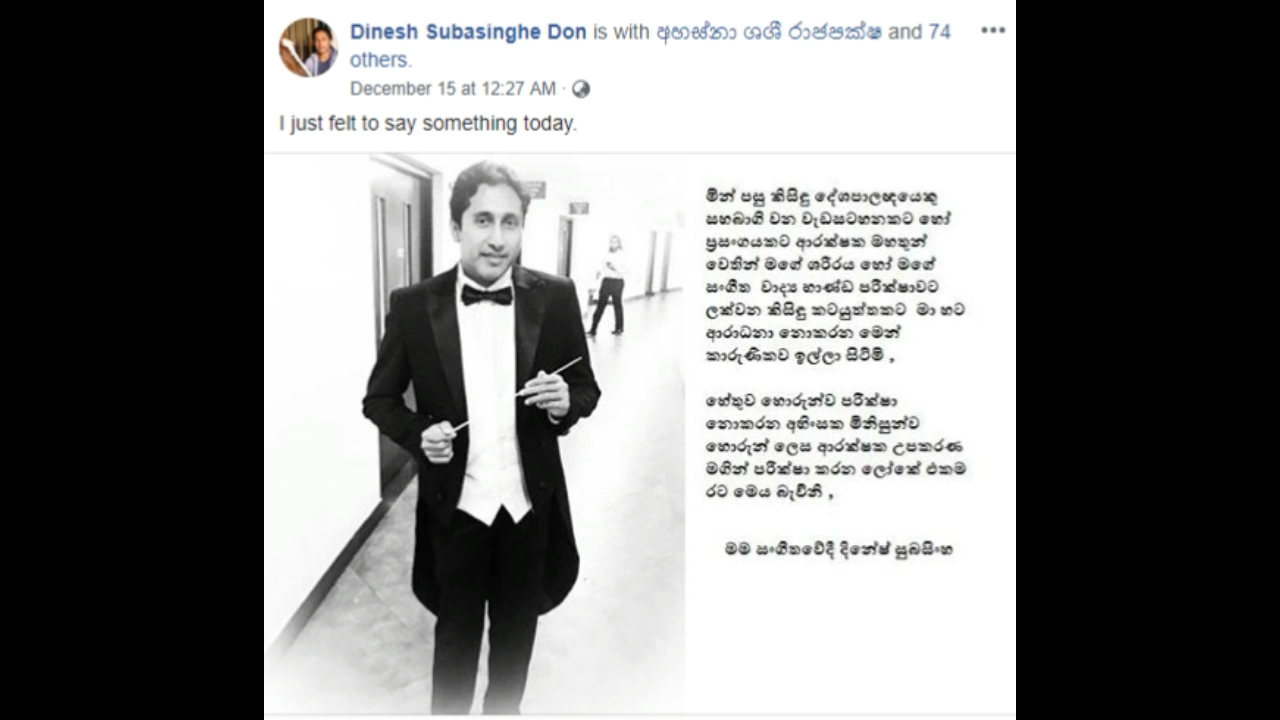 Dinesh Subasinghe Don is with අහස්නා ශශී රාජපක්ෂ and 74
others.
December 15 at 12:27 AM ·
I just felt to say something today.
මින් පසු කිසිදු දේශපාලඥයෙකු
සහබාගී වන වැඩසටහනකට හෝ
ප්‍රසංගයකට ආරක්ෂක මහතුන්
වෙතින් මගේ ශරීරය හෝ මගේ
සංගීත වාද්‍ය භාණ්ඩ පරීක්ෂාවට
ලක්වන කිසිදු කටයුත්තකට මා හට
ආරාධනා නොකරන මෙන්
කාරුණිකව ඉල්ලා සිටිමි ,
හේතුව හොරුන්ව පරීක්ෂා
නොකරන අහිංසක මිනිසුන්ව
හොරුන් ලෙස ආරක්ෂක උපකරණ
මගින් පරීක්ෂා කරන ලෝකේ එකම
රට මෙය බැවිනි ,
මම සංගීතවේදී දිනේෂ් සුබසිංහ